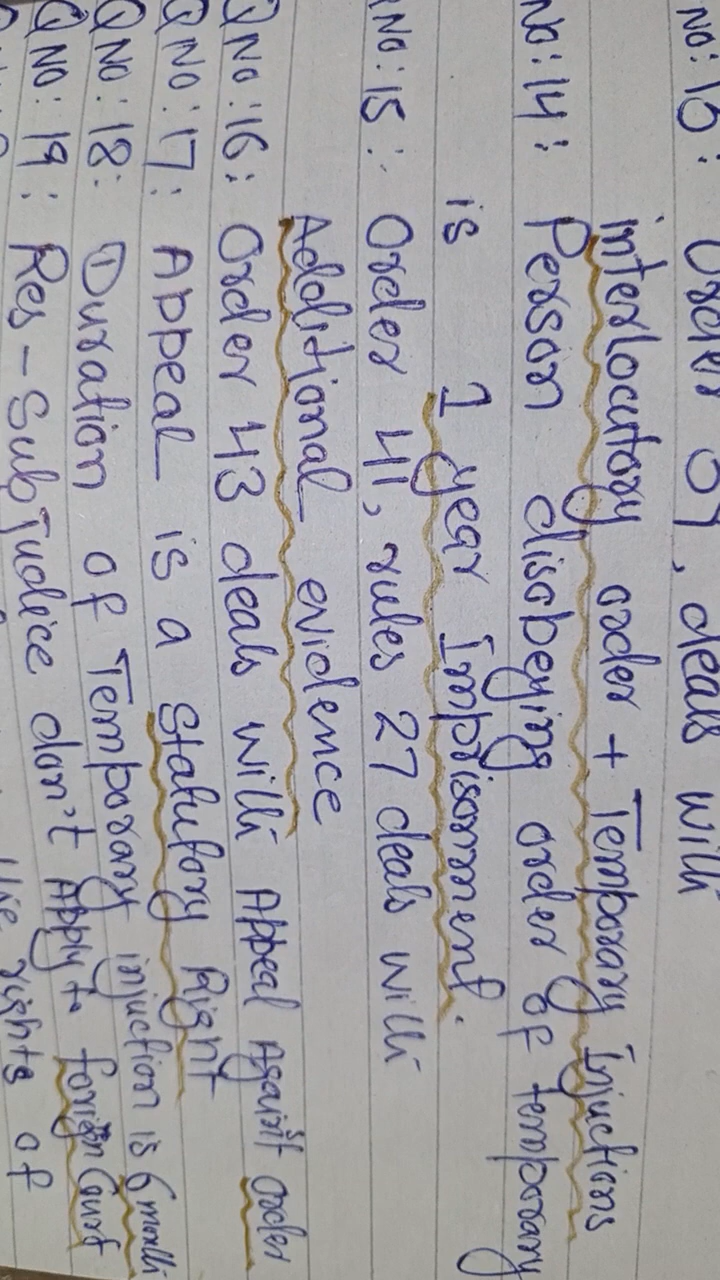 No: 13: Order 39, deals with
interlocutory order + Temporary Injuctions
No: 14: Person disobeying order of temporary
is 1 year Imprisonment.
No: 15: Order 41, rules 27 deals with
Additional evidence
Q No: 16: Order 43 deals with Appeal Against order
Q No: 17: Appeal is a Statutory Right
Q No: 18: Duration of Temporary injuction is 6 month
Q No: 19: Res-Subjudice don't Apply to foreign Court
rights of